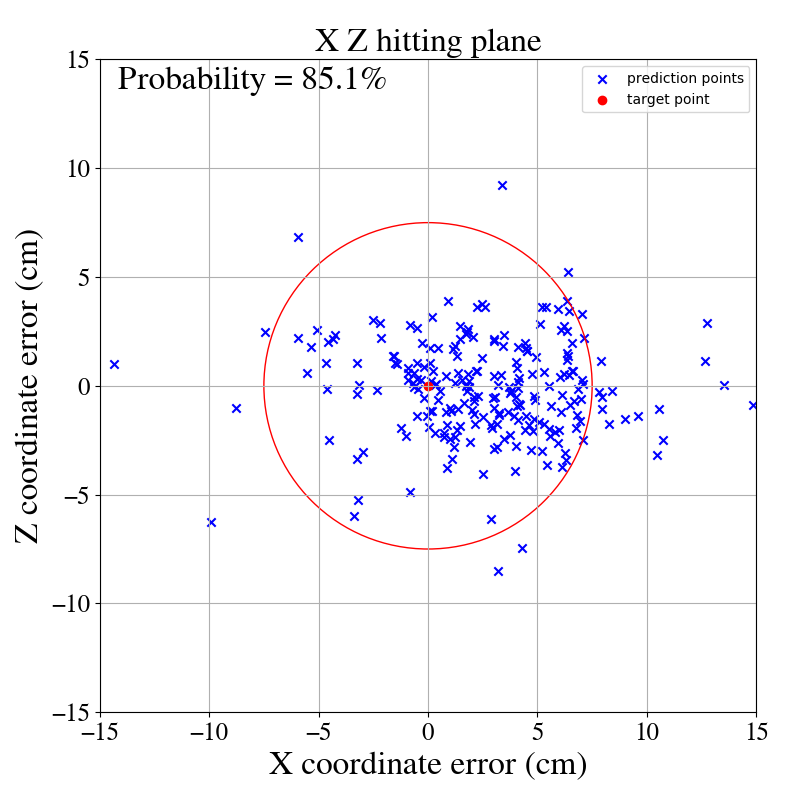 X Z hitting plane
Probability = 85.1%
prediction points
target point
15
10
5
0
−5
−10
−15
Z coordinate error (cm)
−15 −10 −5 0 5 10 15
X coordinate error (cm)